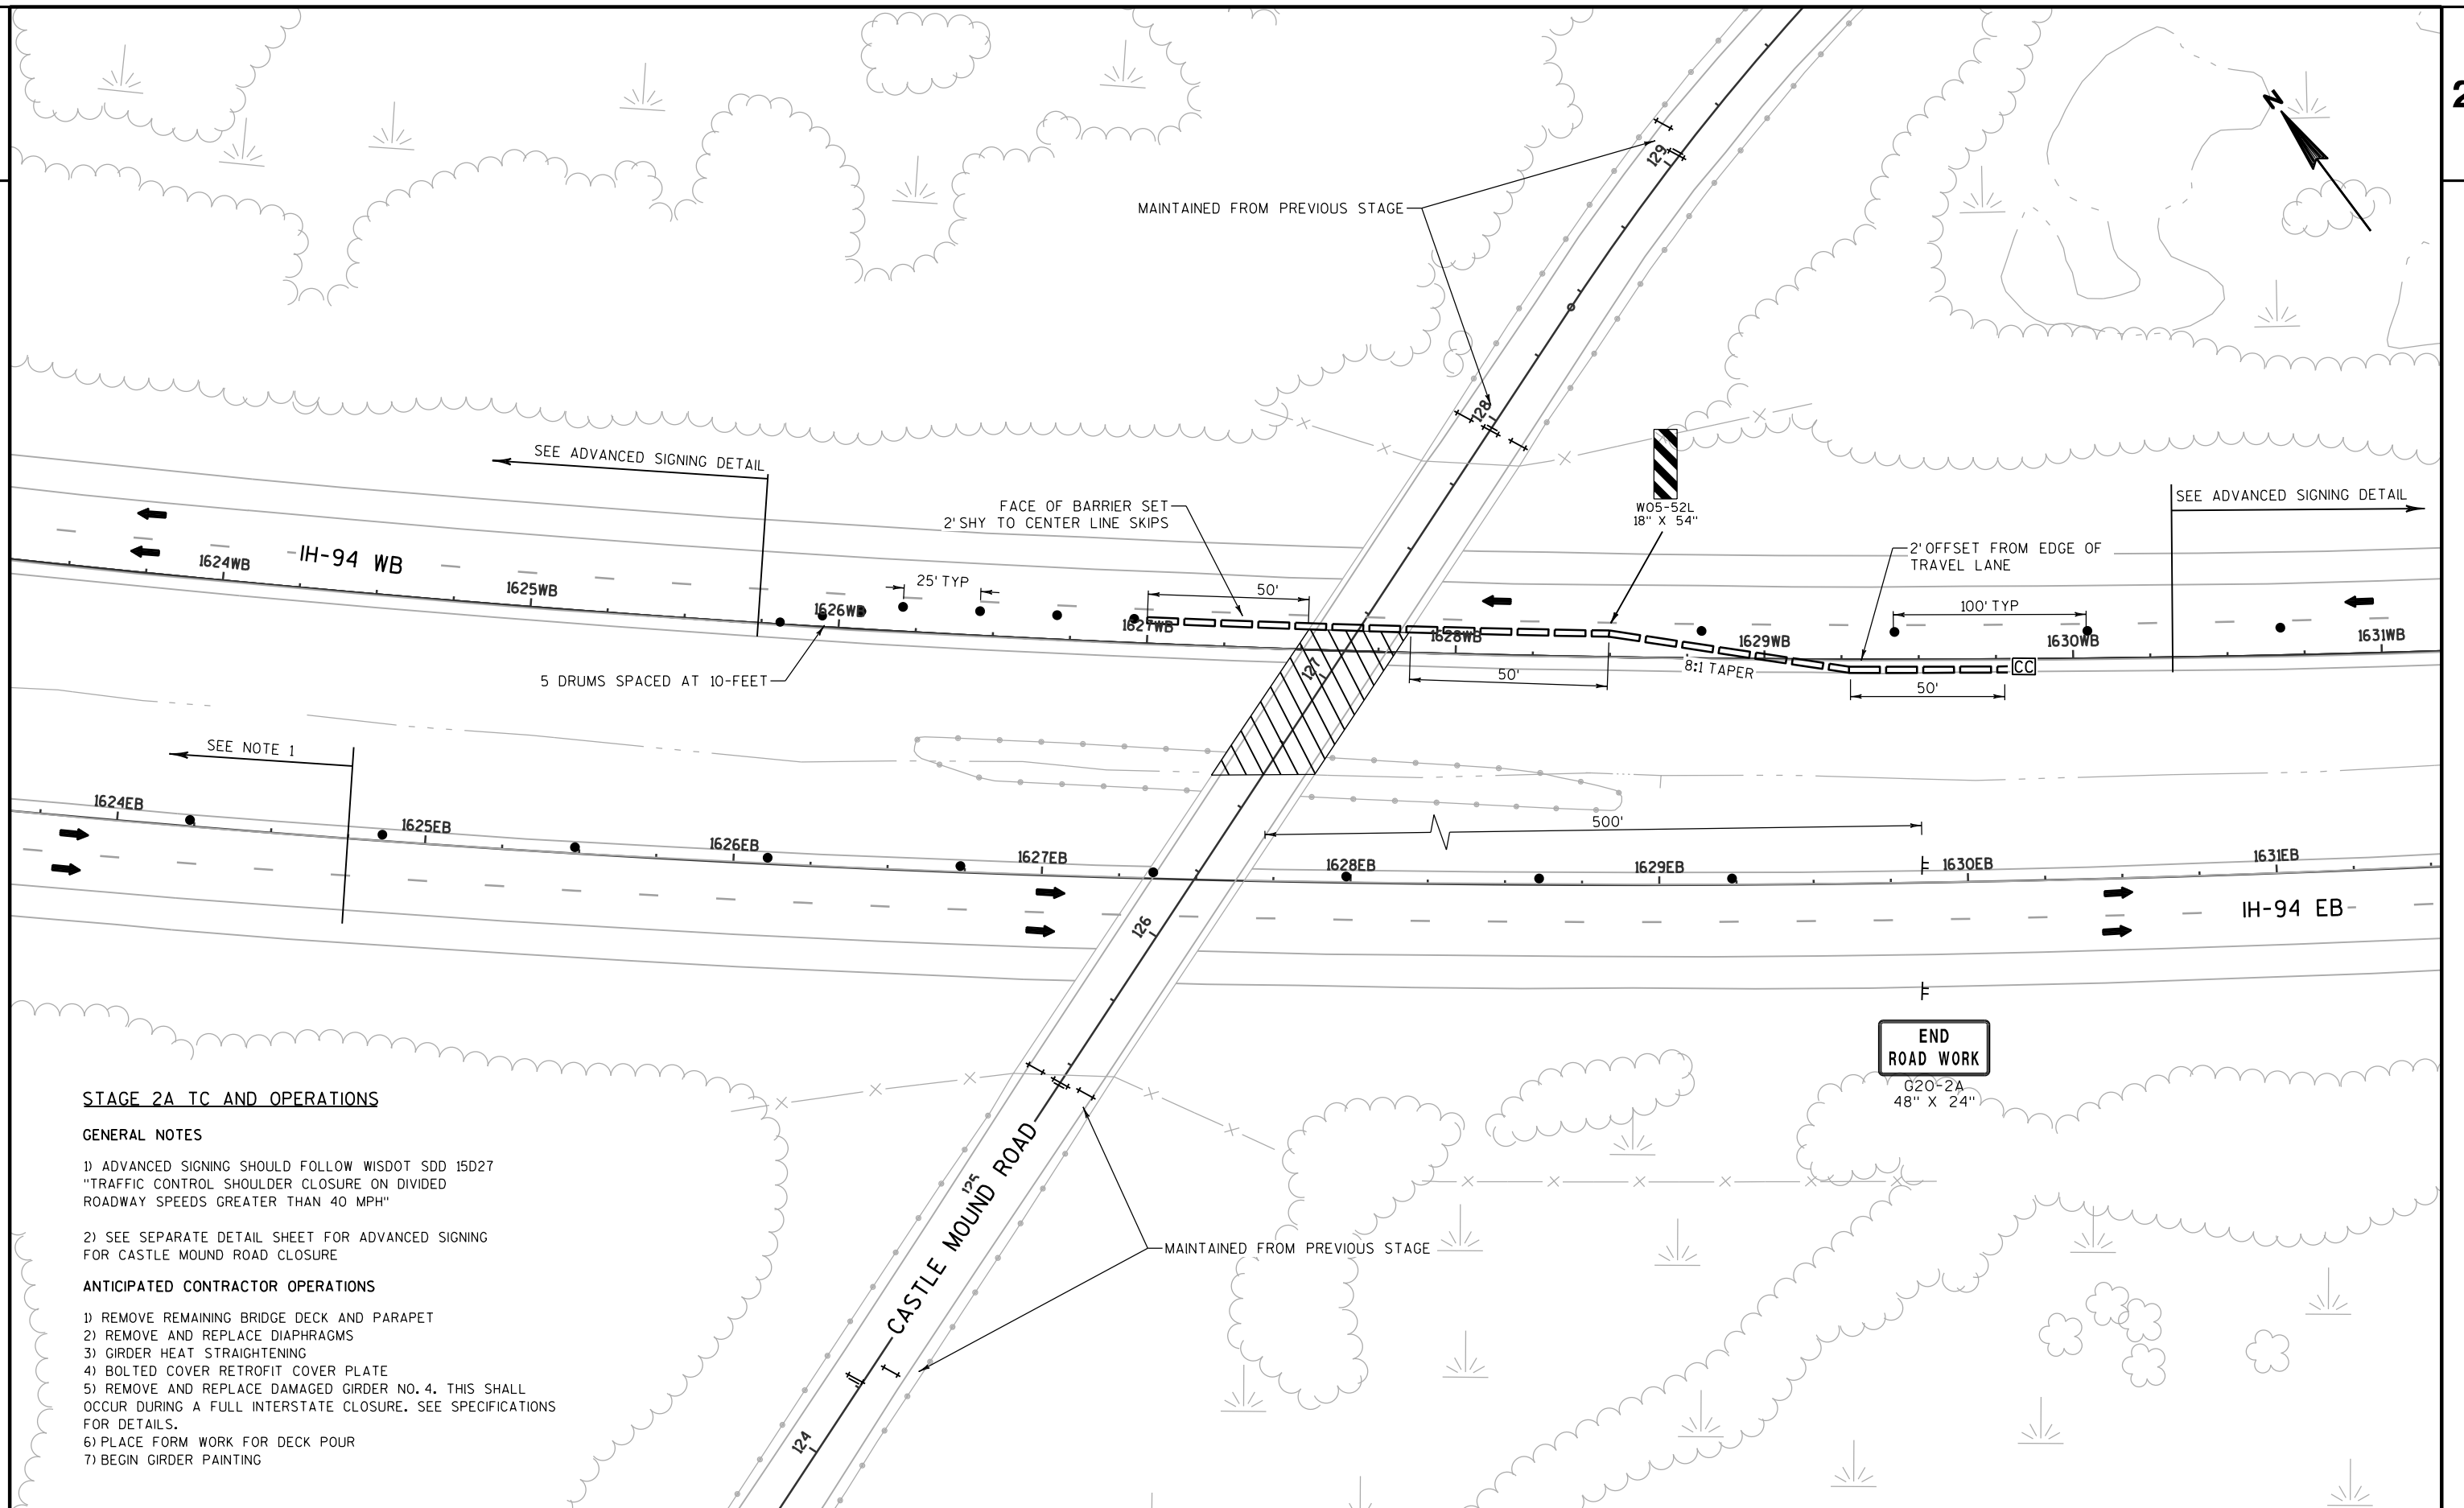 2
N
129
MAINTAINED FROM PREVIOUS STAGE
128
SEE ADVANCED SIGNING DETAIL
SEE ADVANCED SIGNING DETAIL
FACE OF BARRIER SET
2' SHY TO CENTER LINE SKIPS
W05-52L
18" X 54"
2' OFFSET FROM EDGE OF
TRAVEL LANE
IH-94 WB
1624WB
1625WB
1626WB
1627WB
1628WB
1629WB
1630WB
1631WB
25' TYP
50'
100' TYP
127
5 DRUMS SPACED AT 10-FEET
50'
8:1 TAPER
CC
50'
SEE NOTE 1
500'
1624EB
1625EB
1626EB
1627EB
1628EB
1629EB
1630EB
1631EB
IH-94 EB
126
END
ROAD WORK
G20-2A
48" X 24"
125
CASTLE MOUND ROAD
MAINTAINED FROM PREVIOUS STAGE
124
STAGE 2A TC AND OPERATIONS
GENERAL NOTES
1) ADVANCED SIGNING SHOULD FOLLOW WISDOT SDD 15D27
"TRAFFIC CONTROL SHOULDER CLOSURE ON DIVIDED
ROADWAY SPEEDS GREATER THAN 40 MPH"
2) SEE SEPARATE DETAIL SHEET FOR ADVANCED SIGNING
FOR CASTLE MOUND ROAD CLOSURE
ANTICIPATED CONTRACTOR OPERATIONS
1) REMOVE REMAINING BRIDGE DECK AND PARAPET
2) REMOVE AND REPLACE DIAPHRAGMS
3) GIRDER HEAT STRAIGHTENING
4) BOLTED COVER RETROFIT COVER PLATE
5) REMOVE AND REPLACE DAMAGED GIRDER NO. 4. THIS SHALL
OCCUR DURING A FULL INTERSTATE CLOSURE. SEE SPECIFICATIONS
FOR DETAILS.
6) PLACE FORM WORK FOR DECK POUR
7) BEGIN GIRDER PAINTING